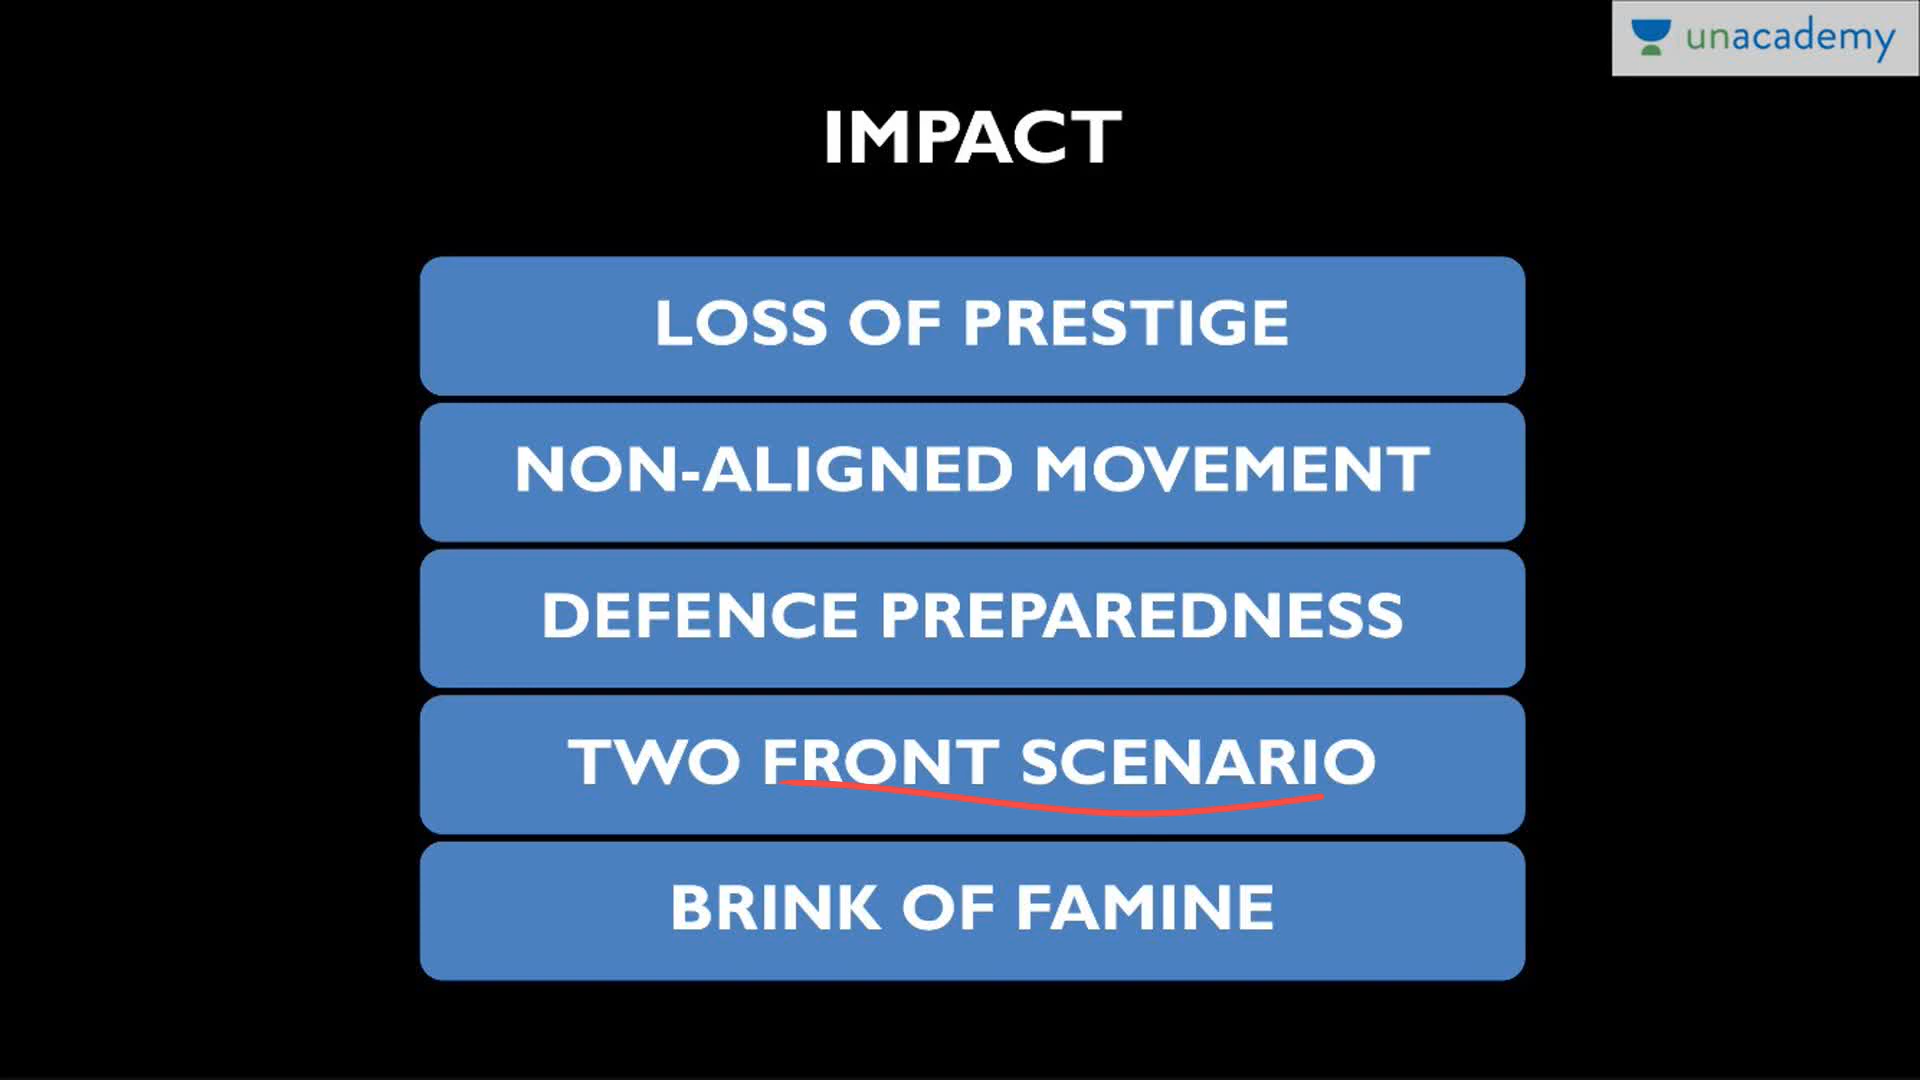 unacademy
IMPACT
LOSS OF PRESTIGE
NON-ALIGNED MOVEMENT
DEFENCE PREPAREDNESS
TWO FRONT SCENARIO
BRINK OF FAMINE